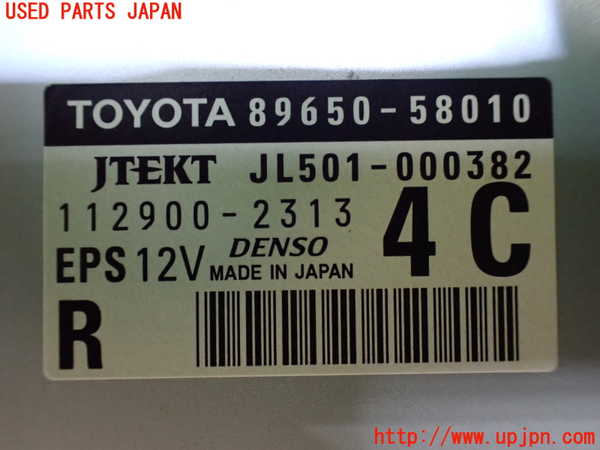 USED PARTS JAPAN
TOYOTA 89650-58010
JTEKT JL501-000382
112900-2313 4C
EPS 12V DENSO
MADE IN JAPAN
R
http://www.upjpn.com/